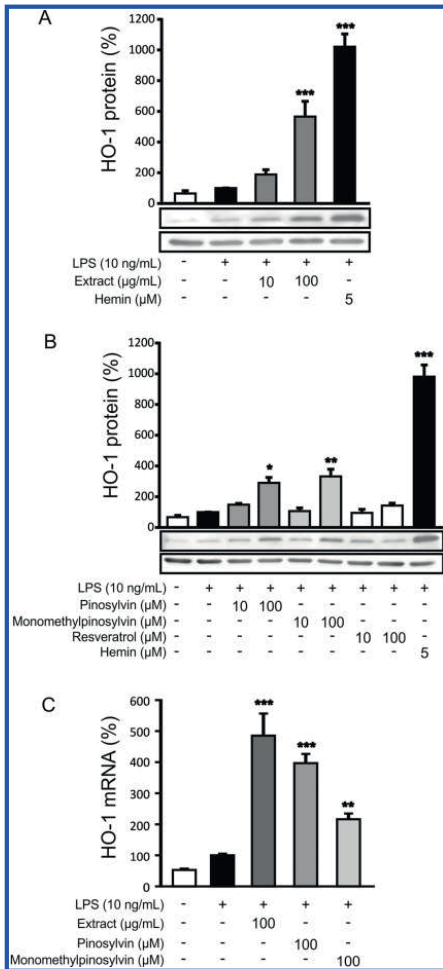 A
HO-1 protein (%)
1200
1000
800
600
400
200
0
***
***
LPS (10 ng/mL) - + + + +
Extract (µg/mL) - - 10 100 -
Hemin (µM) - - - - 5
B
HO-1 protein (%)
1200
1000
800
600
400
200
0
*
**
***
LPS (10 ng/mL) - + + + + + + + +
Pinosylvin (µM) - - 10 100 - - - - -
Monomethylpinosylvin (µM) - - - - 10 100 - - -
Resveratrol (µM) - - - - - - 10 100 -
Hemin (µM) - - - - - - - - 5
C
HO-1 mRNA (%)
600
500
400
300
200
100
0
***
***
**
LPS (10 ng/mL) - + + + +
Extract (µg/mL) - - 100 - -
Pinosylvin (µM) - - - 100 -
Monomethylpinosylvin (µM) - - - - 100